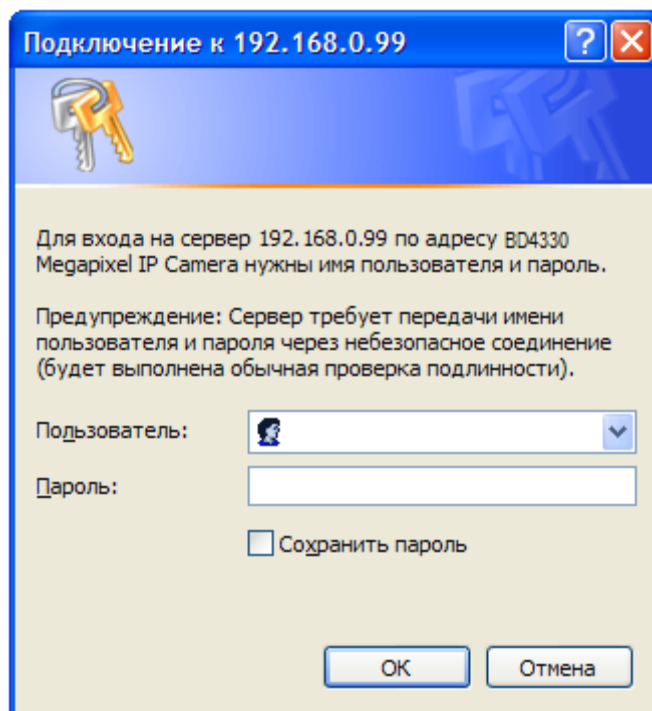 Подключение к 192.168.0.99
Для входа на сервер 192.168.0.99 по адресу BD4330
Megapixel IP Camera нужны имя пользователя и пароль.
Предупреждение: Сервер требует передачи имени
пользователя и пароля через небезопасное соединение
(будет выполнена обычная проверка подлинности).
Пользователь:
Пароль:
Сохранить пароль
ОК Отмена